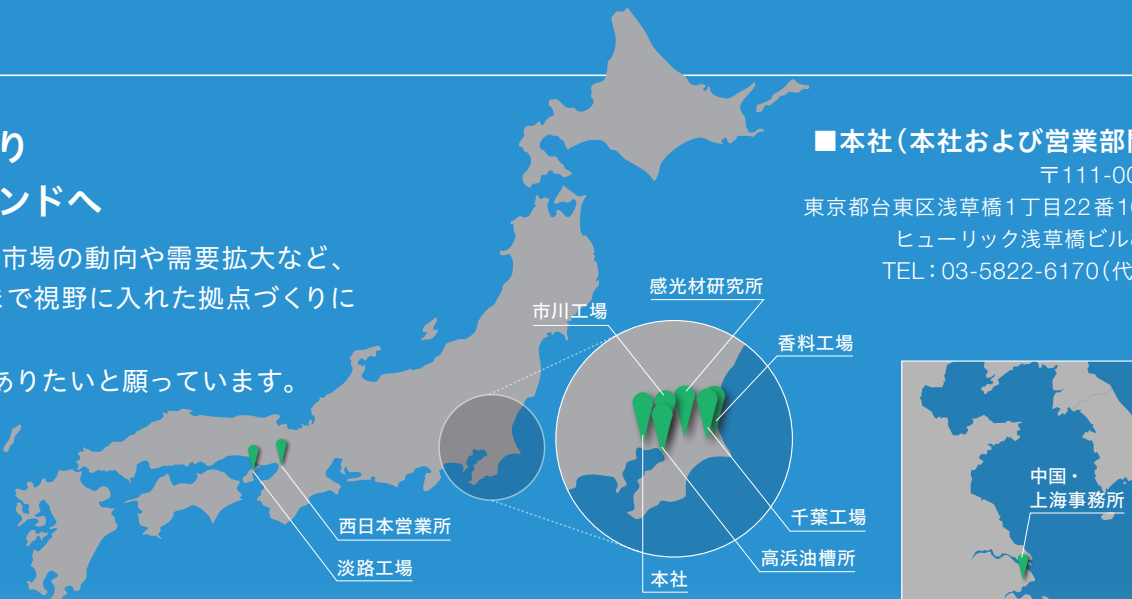 り
ンドへ
市場の動向や需要拡大など、
まで視野に入れた拠点づくりに
ありたいと願っています。
■本社(本社および営業部
〒111-00
東京都台東区浅草橋1丁目22番1
ヒューリック浅草橋ビル
TEL:03-5822-6170(代
感光材研究所
市川工場
香料工場
千葉工場
高浜油槽所
本社
西日本営業所
淡路工場
中国・
上海事務所